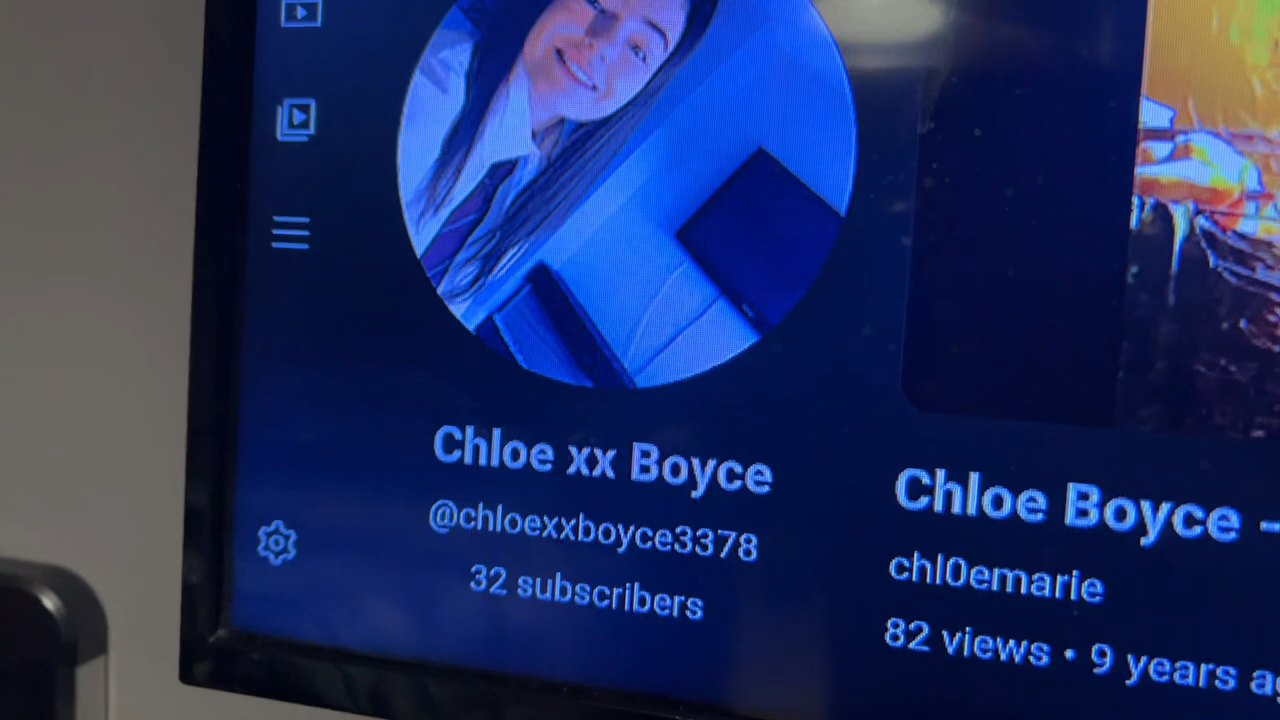 Chloe xx Boyce
@chloexxboyce3378
32 subscribers
Chloe Boyce -
chl0emarie
82 views • 9 years